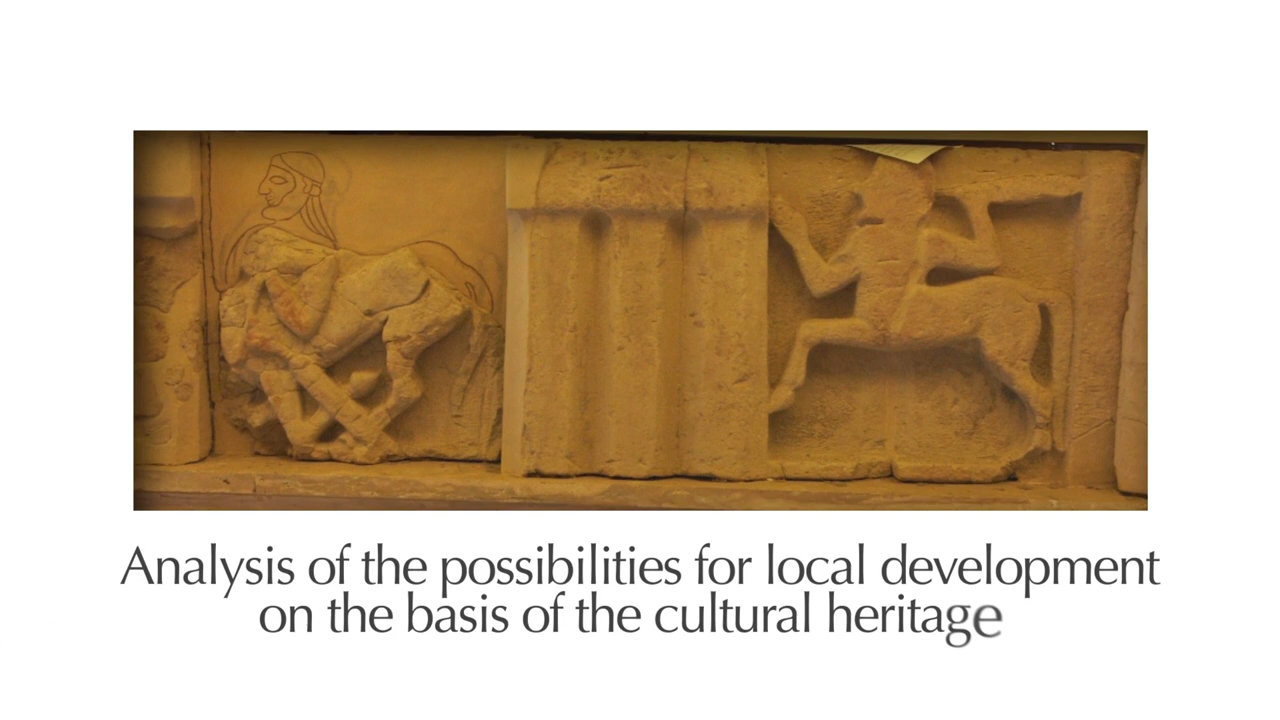 Analysis of the possibilities for local development
on the basis of the cultural heritage